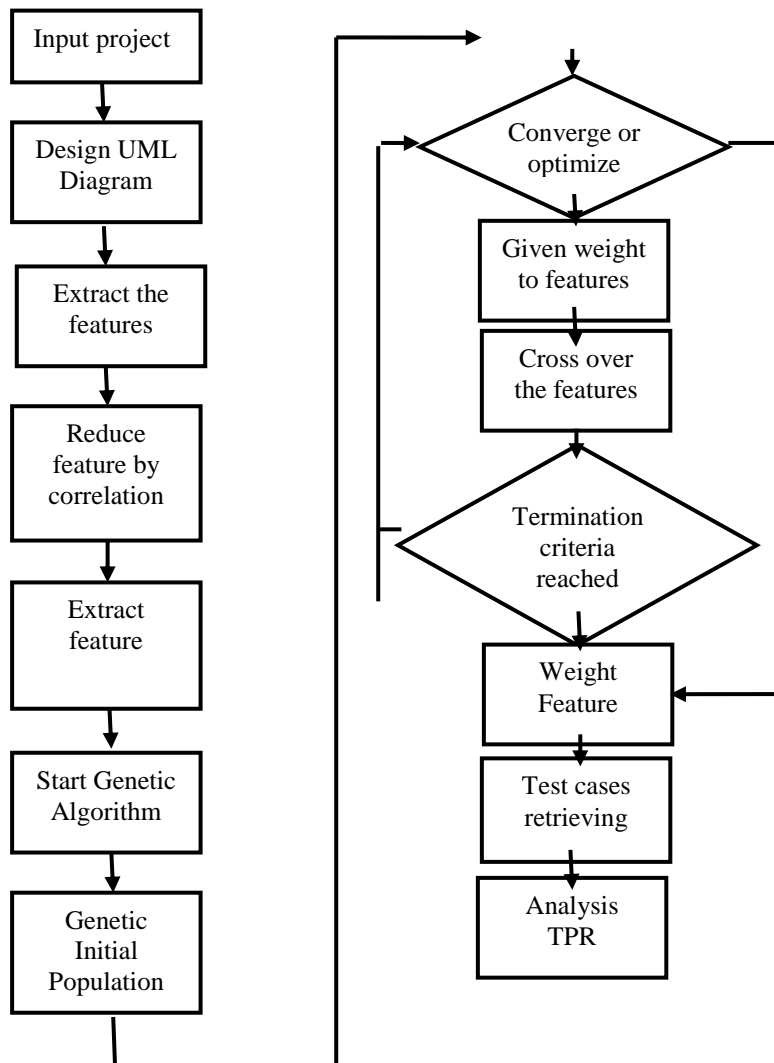 Input project
Design UML
Diagram
Extract the
features
Reduce
feature by
correlation
Extract
feature
Start Genetic
Algorithm
Genetic
Initial
Population
Converge or
optimize
Given weight
to features
Cross over
the features
Termination
criteria
reached
Weight
Feature
Test cases
retrieving
Analysis
TPR